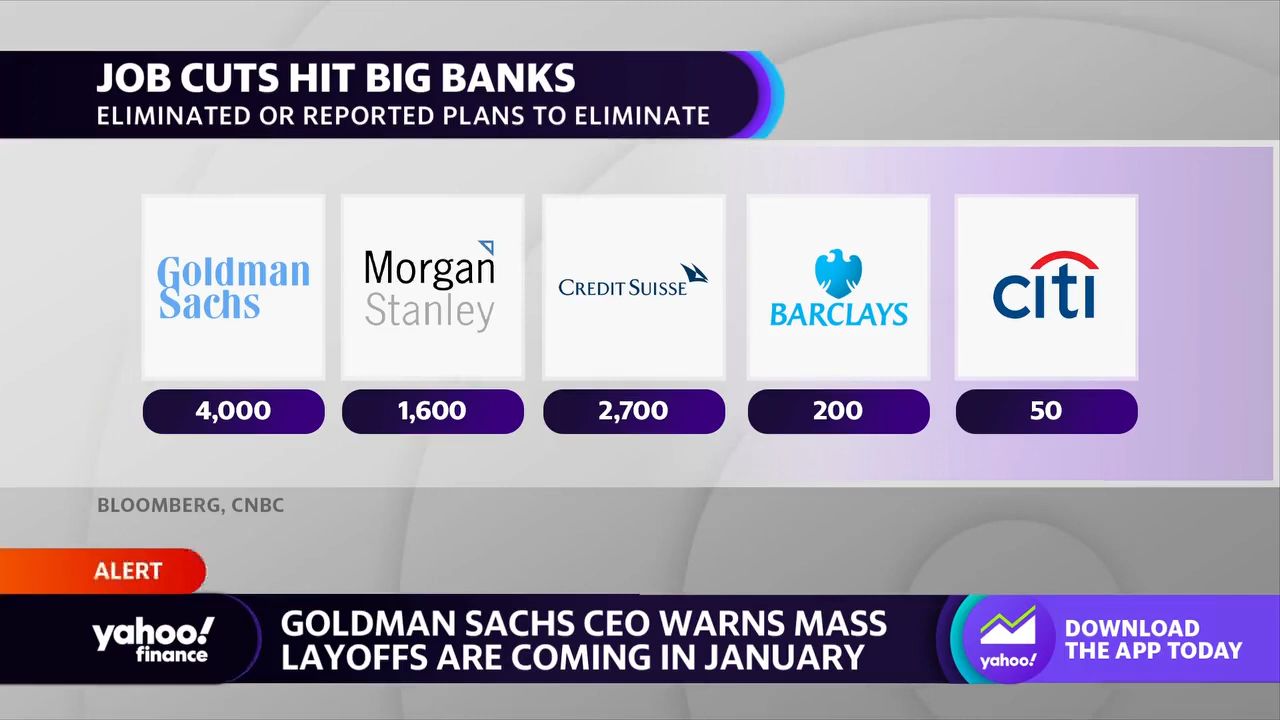 JOB CUTS HIT BIG BANKS
ELIMINATED OR REPORTED PLANS TO ELIMINATE
Goldman
Sachs
Morgan
Stanley
CREDIT SUISSE
BARCLAYS
citi
4,000
1,600
2,700
200
50
BLOOMBERG, CNBC
ALERT
yahoo!
finance
GOLDMAN SACHS CEO WARNS MASS
LAYOFFS ARE COMING IN JANUARY
yahoo!
DOWNLOAD
THE APP TODAY